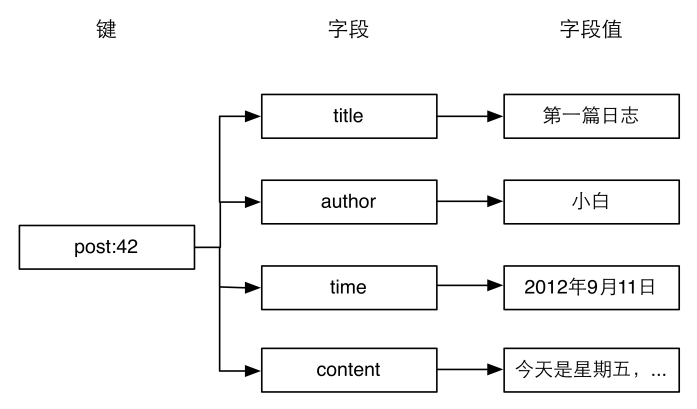 键 字段 字段值
title 第一篇日志
author 小白
post:42
time 2012年9月11日
content 今天是星期五，...